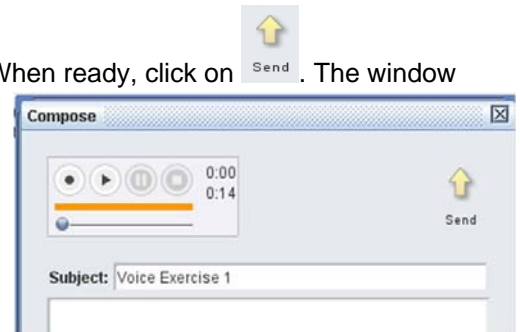 When ready, click on Send . The window
Compose
0:00
0:14
Send
Subject: Voice Exercise 1